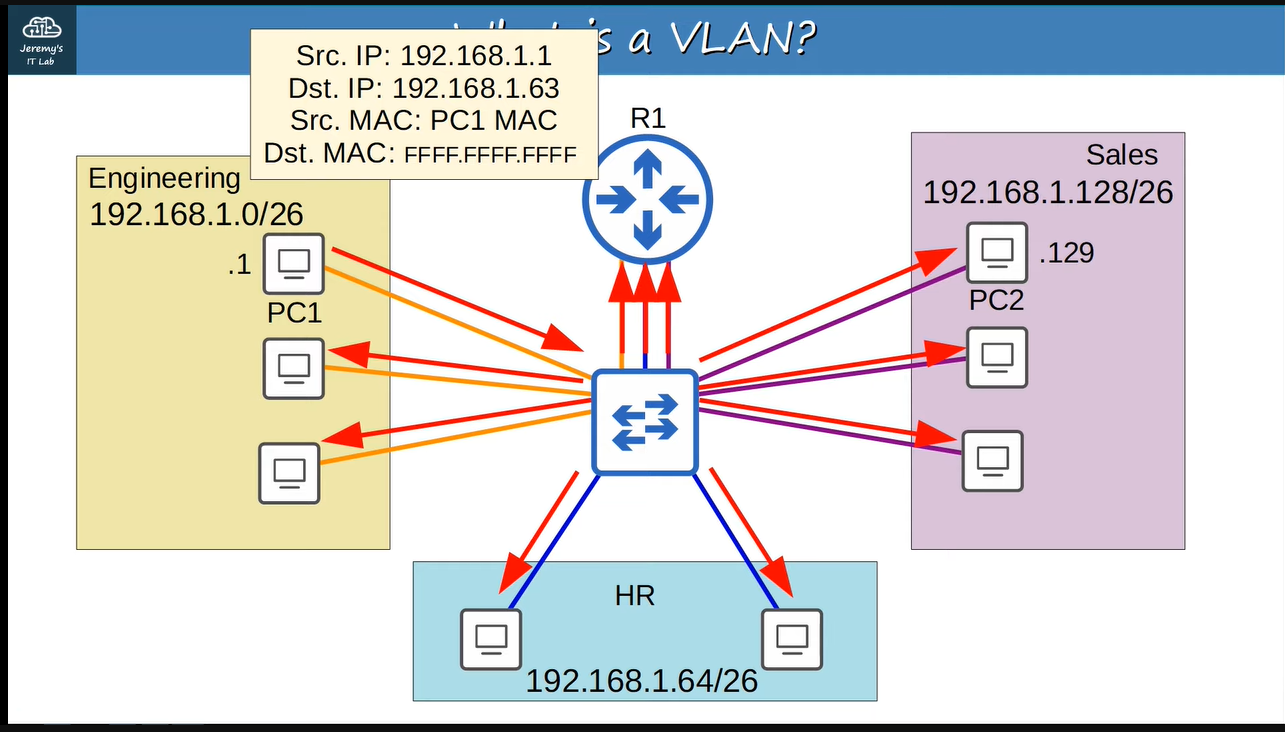 Jeremy's
IT Lab
is a VLAN?
Src. IP: 192.168.1.1
Dst. IP: 192.168.1.63
Src. MAC: PC1 MAC
Dst. MAC: FFFF.FFFF.FFFF
R1
Engineering
192.168.1.0/26
.1
PC1
Sales
192.168.1.128/26
.129
PC2
HR
192.168.1.64/26